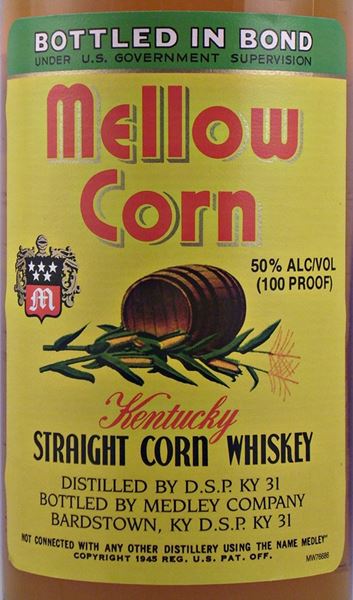 BOTTLED IN BOND
UNDER U.S. GOVERNMENT SUPERVISION
Mellow
Corn
50% ALC/VOL
(100 PROOF)
M
Kentucky
STRAIGHT CORN WHISKEY
DISTILLED BY D.S.P. KY 31
BOTTLED BY MEDLEY COMPANY
BARDSTOWN, KY D.S.P. KY 31
NOT CONNECTED WITH ANY OTHER DISTILLERY USING THE NAME MEDLEY"
COPYRIGHT 1945 REG. U.S. PAT. OFF.
MW76686